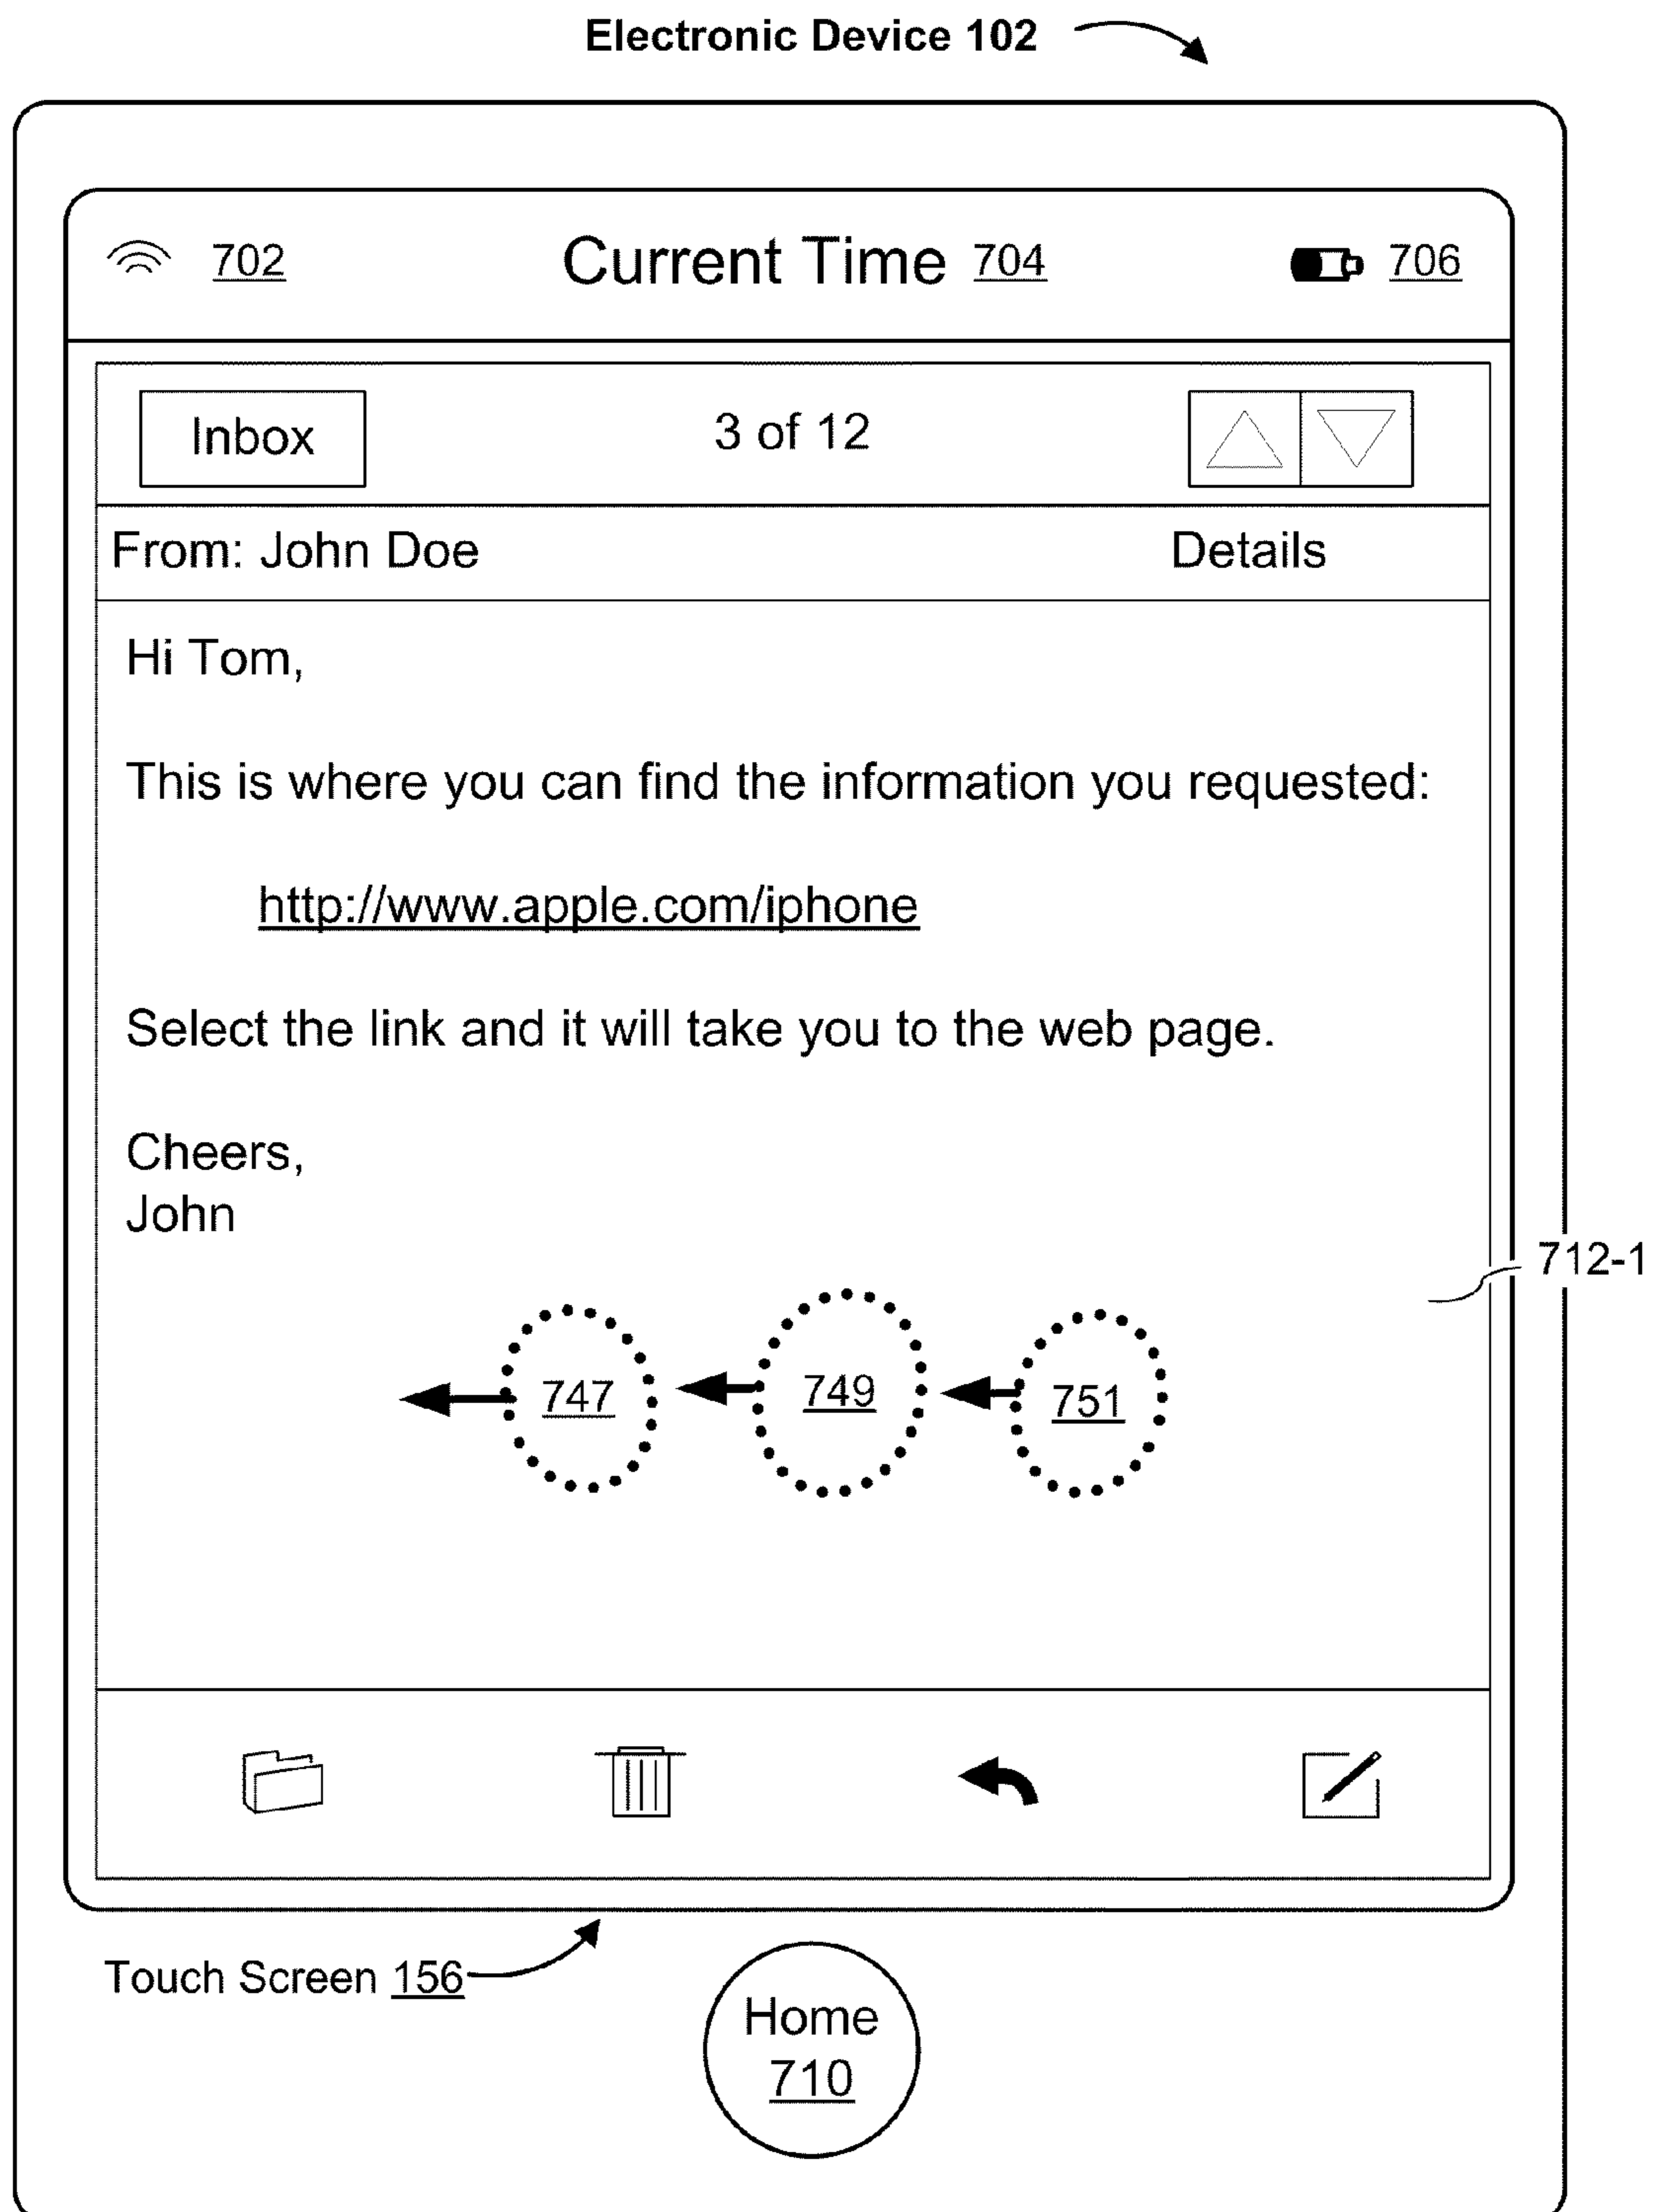 Electronic Device 102
702 Current Time 704 706
Inbox 3 of 12
From: John Doe Details
Hi Tom,
This is where you can find the information you requested:
http://www.apple.com/iphone
Select the link and it will take you to the web page.
Cheers,
John
712-1
747 749 751
Touch Screen 156
Home
710